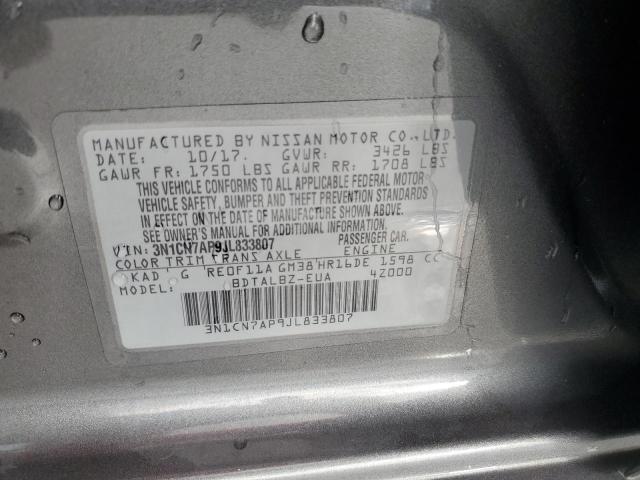 MANUFACTURED BY NISSAN MOTOR CO., LTD.
DATE: 10/17. GVWR: 3426 LBS
GAWR FR: 1750 LBS GAWR RR: 1708 LBS
THIS VEHICLE CONFORMS TO ALL APPLICABLE FEDERAL MOTOR
VEHICLE SAFETY, BUMPER AND THEFT PREVENTION STANDARDS
IN EFFECT ON THE DATE OF MANUFACTURE SHOWN ABOVE.
SEE OWNER'S MANUAL FOR ADDITIONAL INFORMATION.
VIN: 3N1CN7AP9JL833807 PASSENGER CAR.
COLOR TRIM TRANS AXLE ENGINE
KAD G RE0F11A GM38 HR16DE 1598 CC
MODEL: BDTALBZ-EUA 4Z000
3N1CN7AP9JL833807